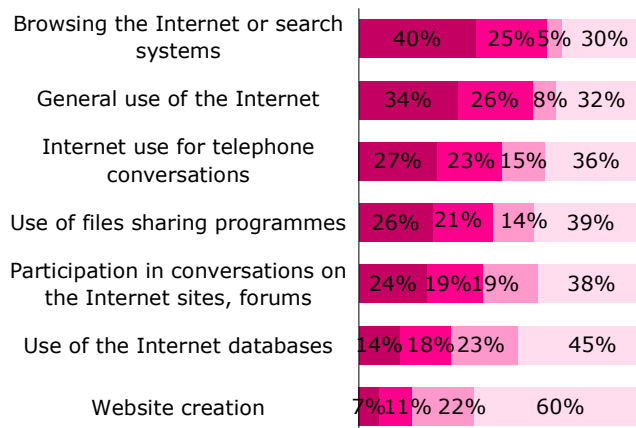 Browsing the Internet or search
systems
40% 25% 5% 30%
General use of the Internet
34% 26% 8% 32%
Internet use for telephone
conversations
27% 23% 15% 36%
Use of files sharing programmes
26% 21% 14% 39%
Participation in conversations on
the Internet sites, forums
24% 19% 19% 38%
Use of the Internet databases
14% 18% 23% 45%
Website creation
7% 11% 22% 60%